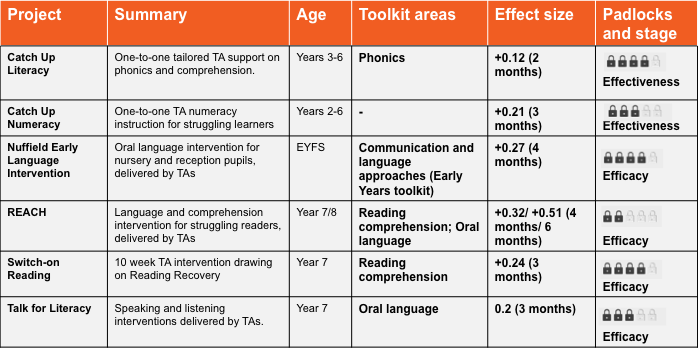 Project Summary Age Toolkit areas Effect size Padlocks
and stage
Catch Up One-to-one tailored TA support on Years 3-6 Phonics +0.12 (2
Literacy phonics and comprehension. months)
Effectiveness
Catch Up One-to-one TA numeracy Years 2-6 - +0.21 (3
Numeracy instruction for struggling learners months) Effectiveness
Nuffield Early Oral language intervention for EYFS Communication and +0.27 (4
Language nursery and reception pupils, language months)
Intervention delivered by TAs approaches (Early Efficacy
Years toolkit)
REACH Language and comprehension Year 7/8 Reading +0.32/ +0.51 (4
intervention for struggling readers, comprehension; Oral months/ 6
delivered by TAs language months) Efficacy
Switch-on 10 week TA intervention drawing Year 7 Reading +0.24 (3
Reading on Reading Recovery comprehension months)
Efficacy
Talk for Literacy Speaking and listening Year 7 Oral language 0.2 (3 months)
interventions delivered by TAs.
Efficacy